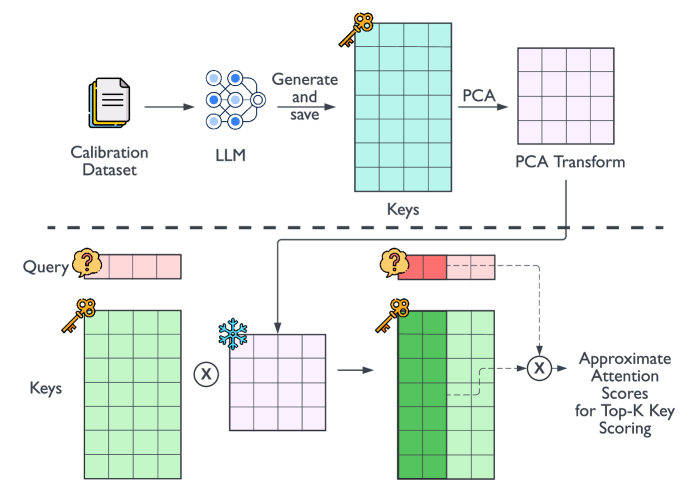 Generate
and
save
PCA
Calibration
Dataset
LLM
PCA Transform
Keys
Query
?
?
Keys
X
X
Approximate
Attention
Scores
for Top-K Key
Scoring